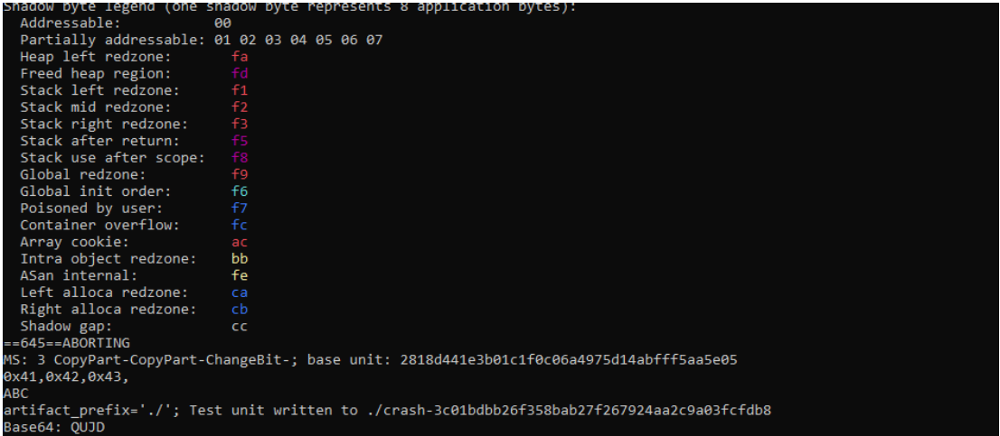 Shadow byte legend (one shadow byte represents 8 application bytes):
Addressable: 00
Partially addressable: 01 02 03 04 05 06 07
Heap left redzone: fa
Freed heap region: fd
Stack left redzone: f1
Stack mid redzone: f2
Stack right redzone: f3
Stack after return: f5
Stack use after scope: f8
Global redzone: f9
Global init order: f6
Poisoned by user: f7
Container overflow: fc
Array cookie: ac
Intra object redzone: bb
ASan internal: fe
Left alloca redzone: ca
Right alloca redzone: cb
Shadow gap: cc
==645==ABORTING
MS: 3 CopyPart-CopyPart-ChangeBit-; base unit: 2818d441e3b01c1f0c06a4975d14abfff5aa5e05
0x41,0x42,0x43,
ABC
artifact_prefix='./'; Test unit written to ./crash-3c01bdbb26f358bab27f267924aa2c9a03fcfdb8
Base64: QUJD